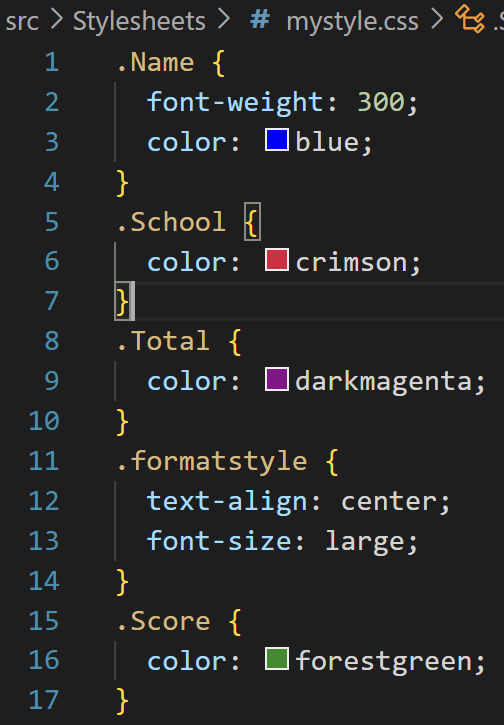 src > Stylesheets > # mystyle.css > .S
1 .Name {
2 font-weight: 300;
3 color: blue;
4 }
5 .School {
6 color: crimson;
7 }
8 .Total {
9 color: darkmagenta;
10 }
11 .formatstyle {
12 text-align: center;
13 font-size: large;
14 }
15 .Score {
16 color: forestgreen;
17 }